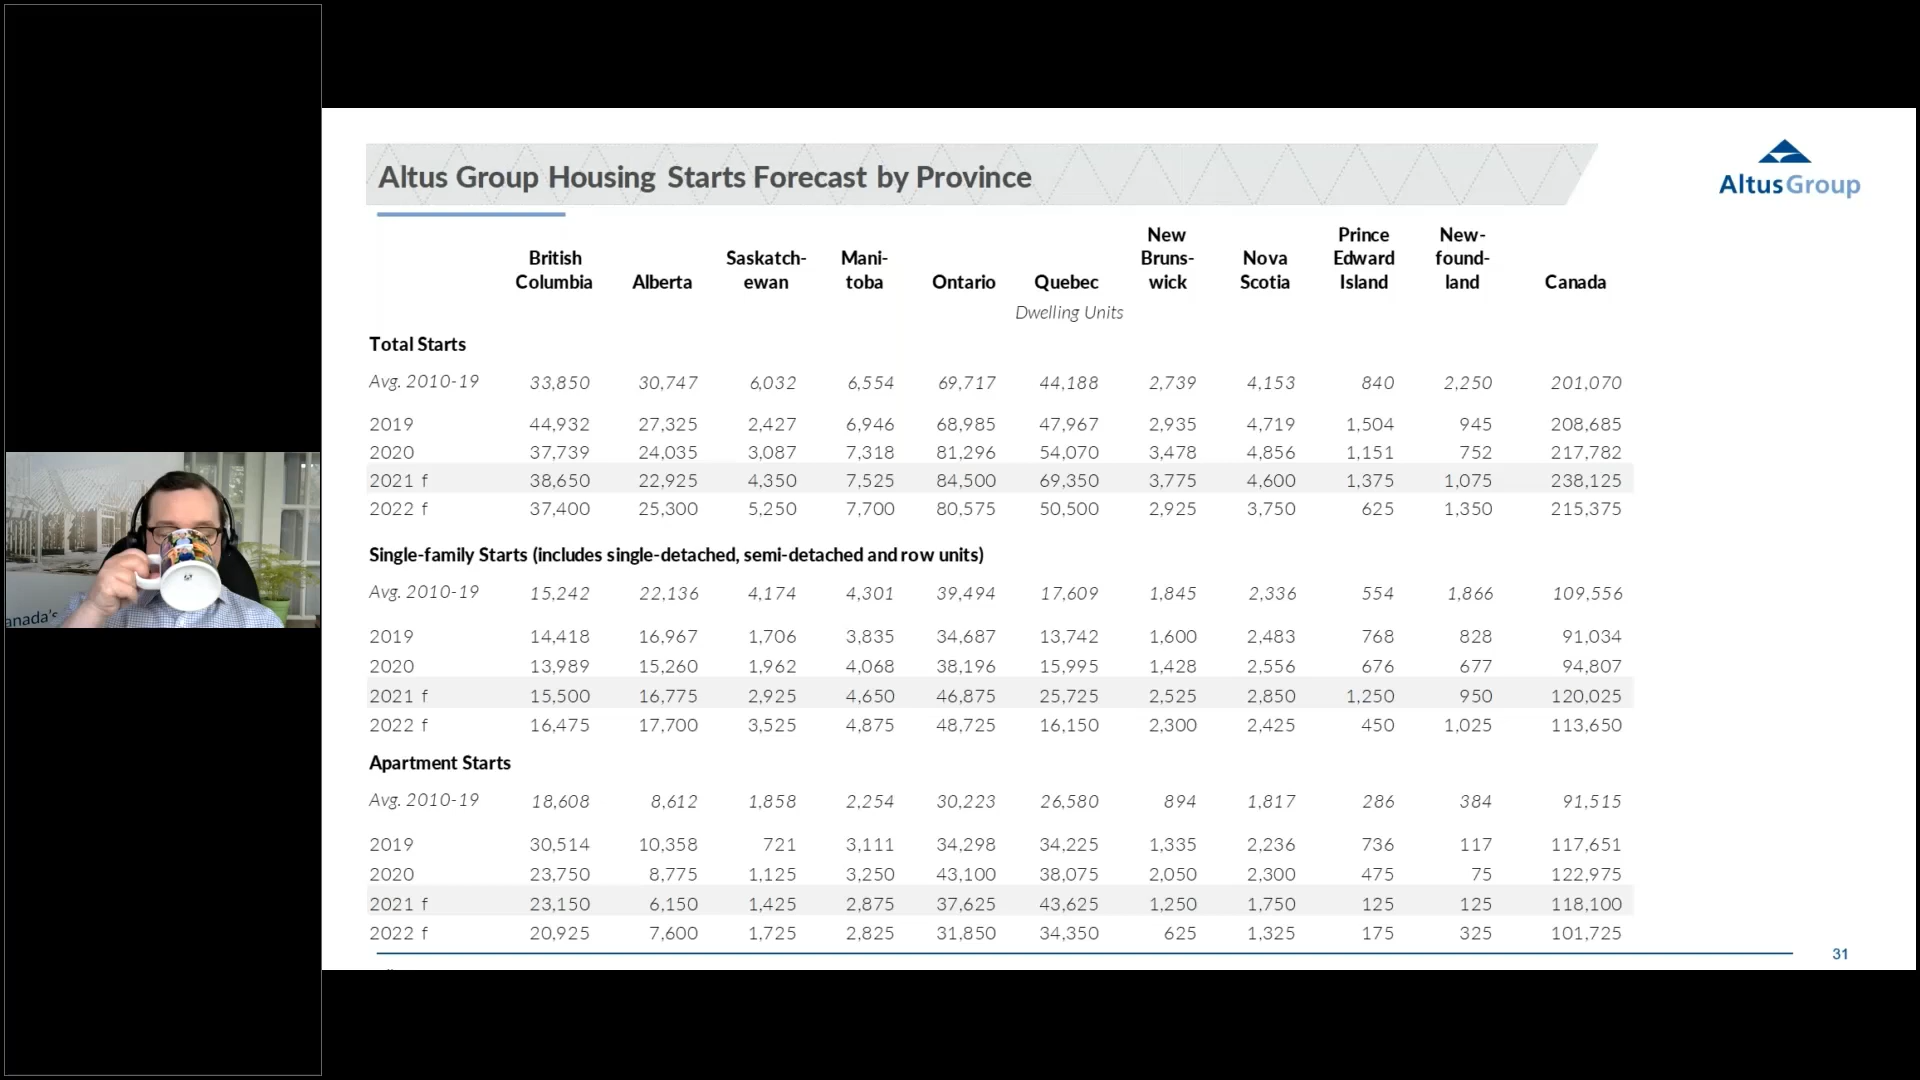 Altus Group Housing Starts Forecast by Province
AltusGroup
British Columbia Alberta Saskatch-ewan Mani-toba Ontario Quebec New Bruns-wick Nova Scotia Prince Edward Island New-found-land Canada
Dwelling Units
Total Starts
Avg. 2010-19 33,850 30,747 6,032 6,554 69,717 44,188 2,739 4,153 840 2,250 201,070
2019 44,932 27,325 2,427 6,946 68,985 47,967 2,935 4,719 1,504 945 208,685
2020 37,739 24,035 3,087 7,318 81,296 54,070 3,478 4,856 1,151 752 217,782
2021 f 38,650 22,925 4,350 7,525 84,500 69,350 3,775 4,600 1,375 1,075 238,125
2022 f 37,400 25,300 5,250 7,700 80,575 50,500 2,925 3,750 625 1,350 215,375
Single-family Starts (includes single-detached, semi-detached and row units)
Avg. 2010-19 15,242 22,136 4,174 4,301 39,494 17,609 1,845 2,336 554 1,866 109,556
2019 14,418 16,967 1,706 3,835 34,687 13,742 1,600 2,483 768 828 91,034
2020 13,989 15,260 1,962 4,068 38,196 15,995 1,428 2,556 676 677 94,807
2021 f 15,500 16,775 2,925 4,650 46,875 25,725 2,525 2,850 1,250 950 120,025
2022 f 16,475 17,700 3,525 4,875 48,725 16,150 2,300 2,425 450 1,025 113,650
Apartment Starts
Avg. 2010-19 18,608 8,612 1,858 2,254 30,223 26,580 894 1,817 286 384 91,515
2019 30,514 10,358 721 3,111 34,298 34,225 1,335 2,236 736 117 117,651
2020 23,750 8,775 1,125 3,250 43,100 38,075 2,050 2,300 475 75 122,975
2021 f 23,150 6,150 1,425 2,875 37,625 43,625 1,250 1,750 125 125 118,100
2022 f 20,925 7,600 1,725 2,825 31,850 34,350 625 1,325 175 325 101,725
31
anada's